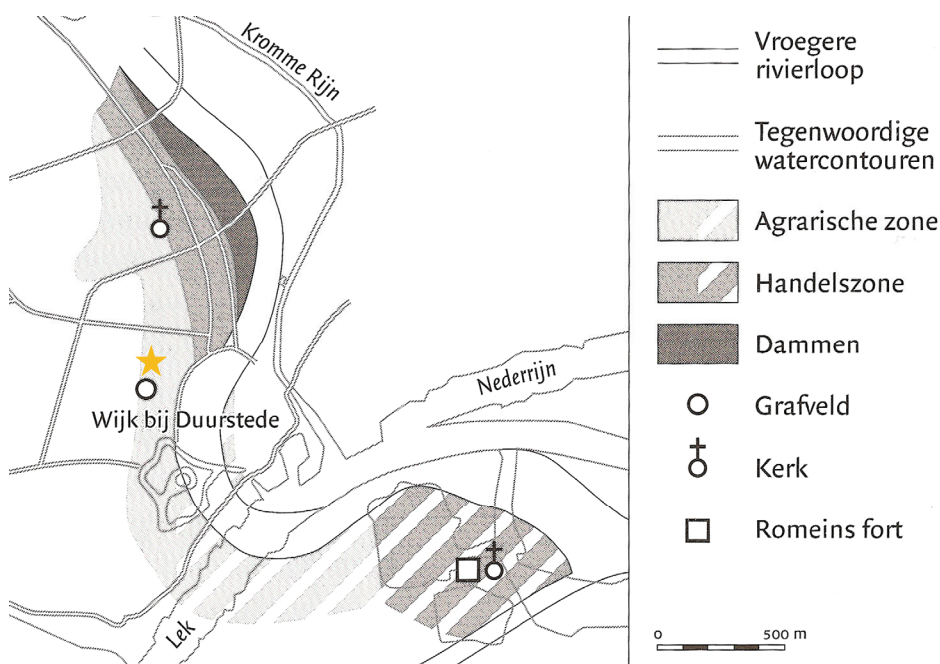 Kromme Rijn
Nederrijn
Wijk bij Duurstede
Lek
Vroegere
rivierloop
Tegenwoordige
watercontouren
Agrarische zone
Handelszone
Dammen
Grafveld
Kerk
Romeins fort
0 500 m